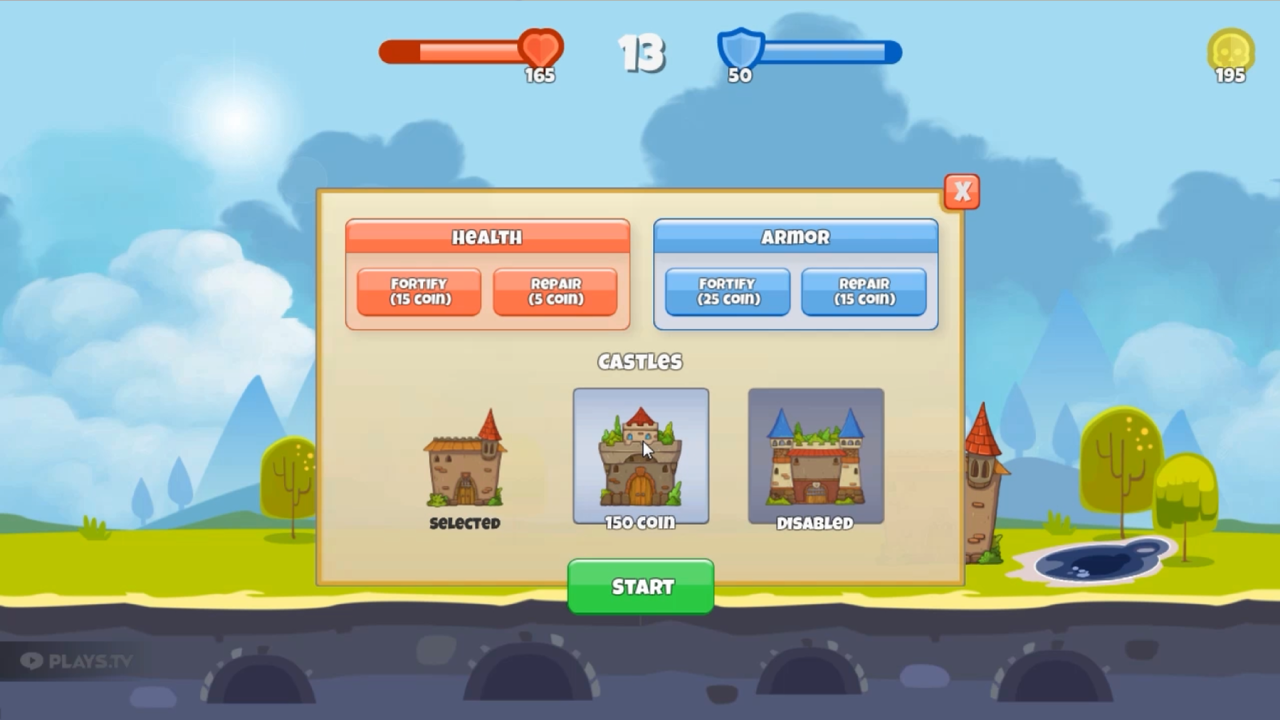 165
13
50
195
X
HEALTH
ARMOR
FORTIFY
(15 COIN)
REPAIR
(5 COIN)
FORTIFY
(25 COIN)
REPAIR
(15 COIN)
CASTLES
SELECTED
150 COIN
DISABLED
START
PLAYS.TV